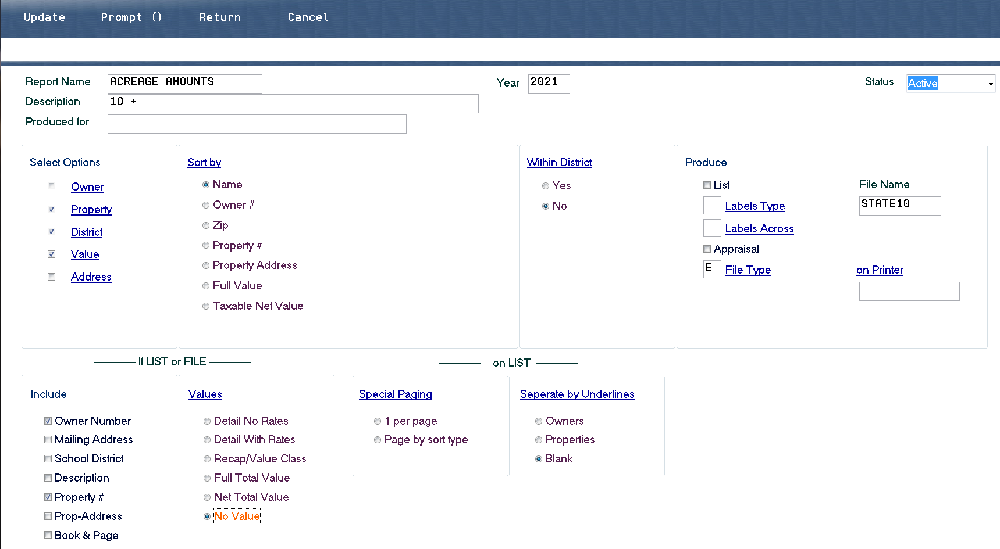 Update Prompt () Return Cancel
Report Name ACREAGE AMOUNTS Year 2021 Status Active
Description 10 +
Produced for
Select Options
Owner
Property
District
Value
Address
Sort by
Name
Owner #
Zip
Property #
Property Address
Full Value
Taxable Net Value
Within District
Yes
No
Produce
List
Labels Type
Labels Across
Appraisal
E File Type
File Name
STATE10
on Printer
If LIST or FILE
Include
Owner Number
Mailing Address
School District
Description
Property #
Prop-Address
Book & Page
Values
Detail No Rates
Detail With Rates
Recap/Value Class
Full Total Value
Net Total Value
No Value
on LIST
Special Paging
1 per page
Page by sort type
Seperate by Underlines
Owners
Properties
Blank